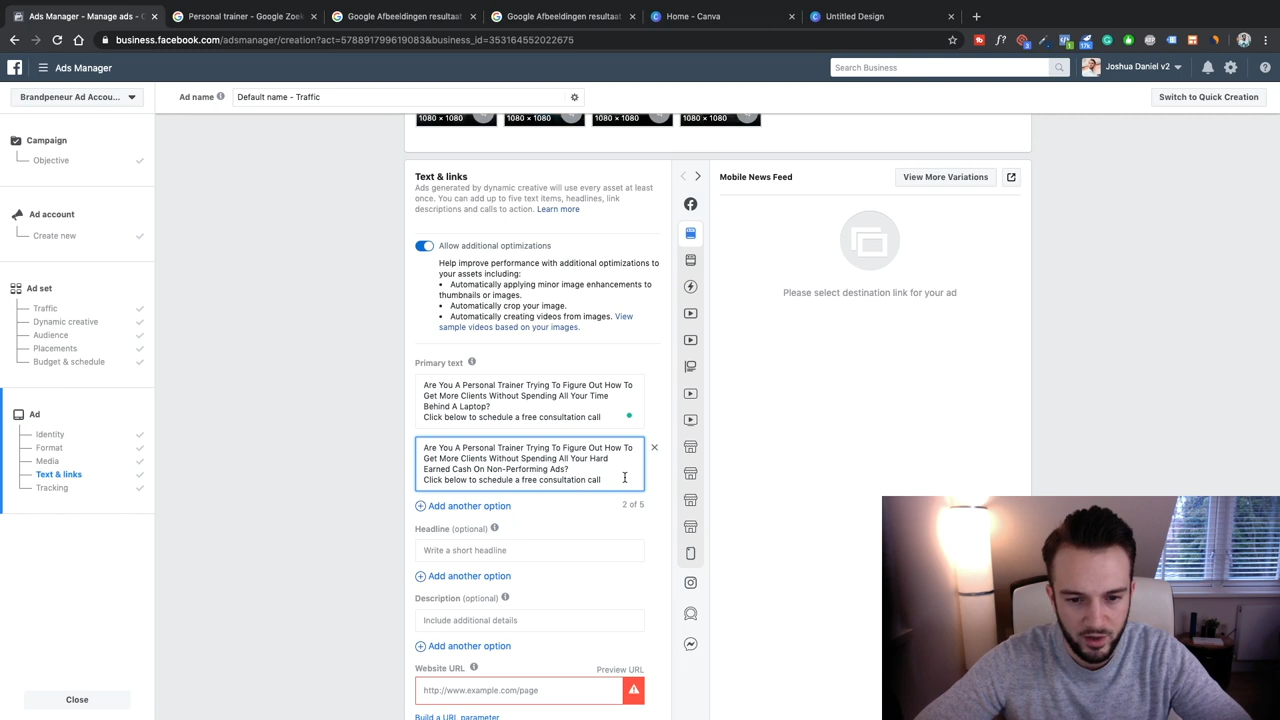 Ads Manager - Manage ads - C
Personal trainer - Google Zoek
Google Afbeeldingen resultaat
Google Afbeeldingen resultaat
Home - Canva
Untitled Design
business.facebook.com/adsmanager/creation?act=578891799619083&business_id=353164552022675
Ads Manager
Search Business
Joshua Daniel v2
Brandpeneur Ad Accou...
Ad name
Default name - Traffic
Switch to Quick Creation
Campaign
Objective
Ad account
Create new
Ad set
Traffic
Dynamic creative
Audience
Placements
Budget & schedule
Ad
Identity
Format
Media
Text & links
Tracking
Close
1080 × 1080
1080 × 1080
1080 × 1080
1080 × 1080
Text & links
Ads generated by dynamic creative will use every asset at least
once. You can add up to five text items, headlines, link
descriptions and calls to action. Learn more
Allow additional optimizations
Help improve performance with additional optimizations to
your assets including:
• Automatically applying minor image enhancements to
thumbnails or images.
• Automatically crop your image.
• Automatically creating videos from images. View
sample videos based on your images.
Primary text
Are You A Personal Trainer Trying To Figure Out How To
Get More Clients Without Spending All Your Time
Behind A Laptop?
Click below to schedule a free consultation call
Are You A Personal Trainer Trying To Figure Out How To
Get More Clients Without Spending All Your Hard
Earned Cash On Non-Performing Ads?
Click below to schedule a free consultation call
Add another option
2 of 5
Headline (optional)
Write a short headline
Add another option
Description (optional)
Include additional details
Add another option
Website URL
Preview URL
http://www.example.com/page
Build a URL parameter
Mobile News Feed
View More Variations
Please select destination link for your ad